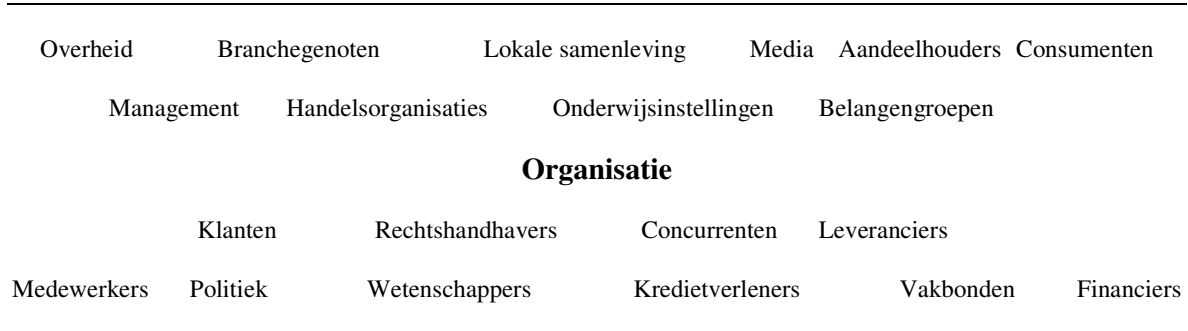 Overheid Branchegenoten Lokale samenleving Media Aandeelhouders Consumenten
Management Handelsorganisaties Onderwijsinstellingen Belangengroepen
Organisatie
Klanten Rechtshandhavers Concurrenten Leveranciers
Medewerkers Politiek Wetenschappers Kredietverleners Vakbonden Financiers